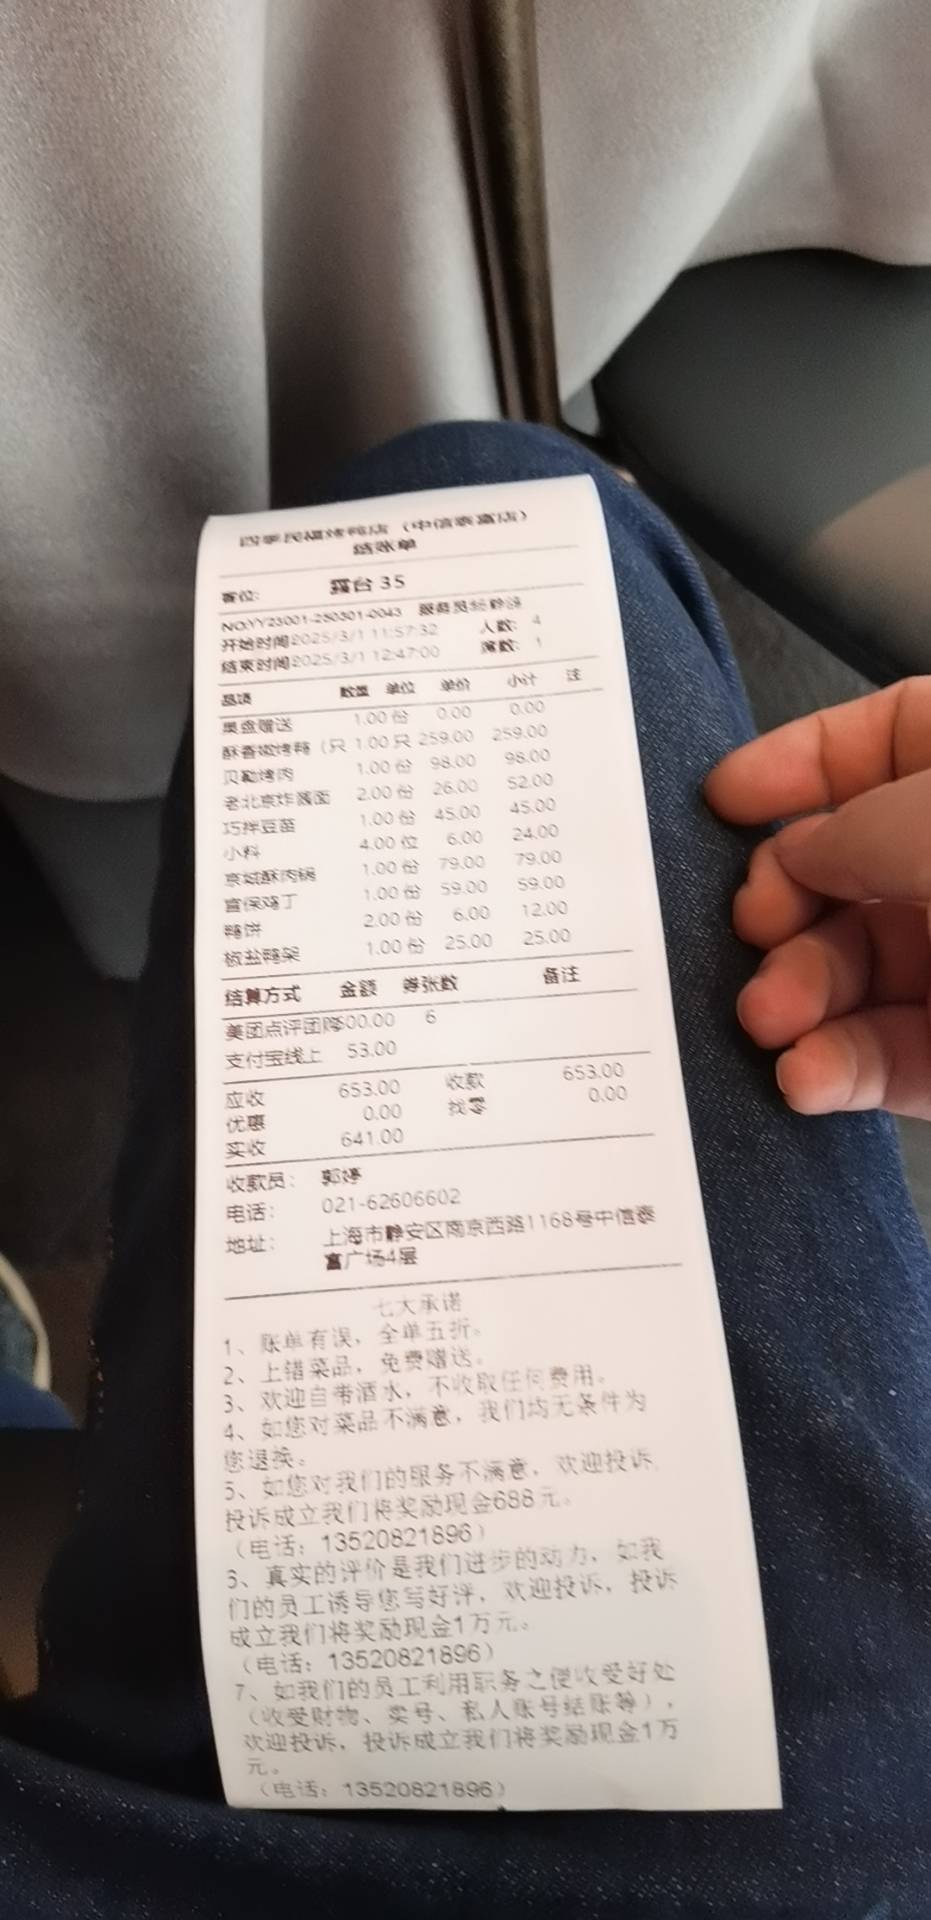 四季民福烤鸭店（中信泰富店）
结账单
客位: 露台 35
NO:YY23001-250301-0043 服务员:
开始时间2025/3/1 11:57:32 人数: 4
结束时间2025/3/1 12:47:00 席数: 1
品项 数量 单位 单价 小计 注
果盘赠送 1.00 份 0.00 0.00
酥香嫩烤鸭（只 1.00 只 259.00 259.00
贝勒烤肉 1.00 份 98.00 98.00
老北京炸酱面 2.00 份 26.00 52.00
巧拌豆苗 1.00 份 45.00 45.00
小料 4.00 位 6.00 24.00
京城酥肉锅 1.00 份 79.00 79.00
宫保鸡丁 1.00 份 59.00 59.00
鸭饼 2.00 份 6.00 12.00
椒盐鸭架 1.00 份 25.00 25.00
结算方式 金额 券张数 备注
美团点评团购600.00 6
支付宝线上 53.00
应收 653.00 收款 653.00
优惠 0.00 找零 0.00
实收 641.00
收款员： 郭婷
电话： 021-62606602
地址： 上海市静安区南京西路1168号中信泰
富广场4层
七大承诺
1、账单有误，全单五折。
2、上错菜品，免费赠送。
3、欢迎自带酒水，不收取任何费用。
4、如您对菜品不满意，我们均无条件为
您退换。
5、如您对我们的服务不满意，欢迎投诉，
投诉成立我们将奖励现金688元。
（电话：13520821896）
6、真实的评价是我们进步的动力，如我
们的员工诱导您写好评，欢迎投诉，投诉
成立我们将奖励现金1万元。
（电话：13520821896）
7、如我们的员工利用职务之便收受好处
（收受财物、卖号、私人账号结账等），
欢迎投诉，投诉成立我们将奖励现金1万
元。
（电话：13520821896）